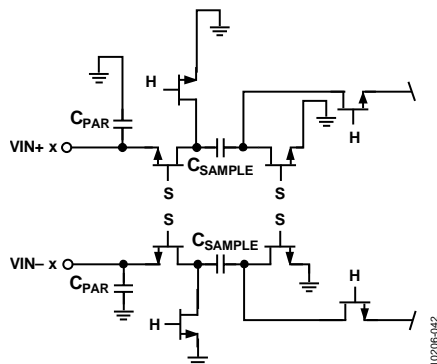 H
C_PAR
VIN+ x
C_SAMPLE
H
S
S
S
S
VIN− x
C_SAMPLE
C_PAR
H
H
10206-042